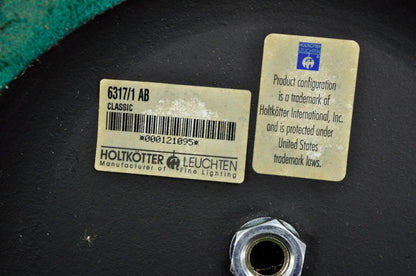 6317/1 AB
CLASSIC
*000121095*
HOLTKÖTTER LEUCHTEN
Manufacturer of Fine Lighting
HOLTKÖTTER
Product configuration
is a trademark of
Holtkötter International, Inc.
and is protected under
United States
trademark laws.